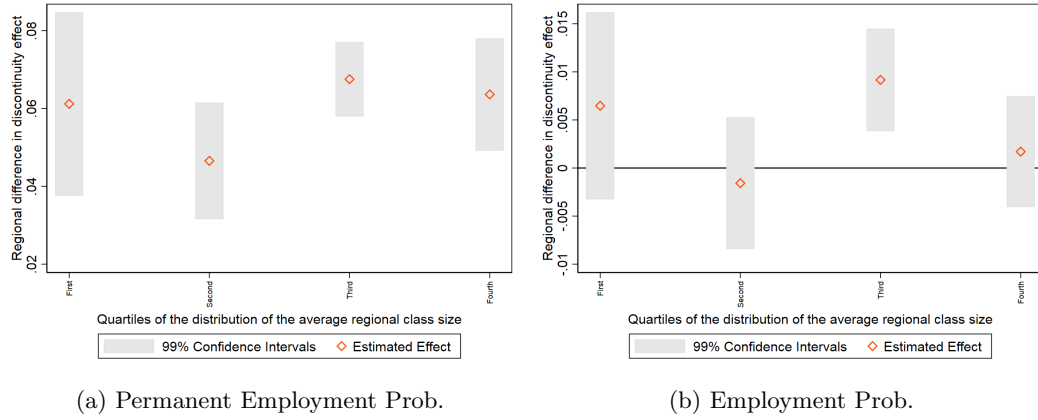 Regional difference in discontinuity effect
.08
.06
.04
.02
First
Second
Third
Fourth
Quartiles of the distribution of the average regional class size
99% Confidence Intervals
Estimated Effect
(a) Permanent Employment Prob.
Regional difference in discontinuity effect
.015
.01
.005
0
-.005
-.01
First
Second
Third
Fourth
Quartiles of the distribution of the average regional class size
99% Confidence Intervals
Estimated Effect
(b) Employment Prob.